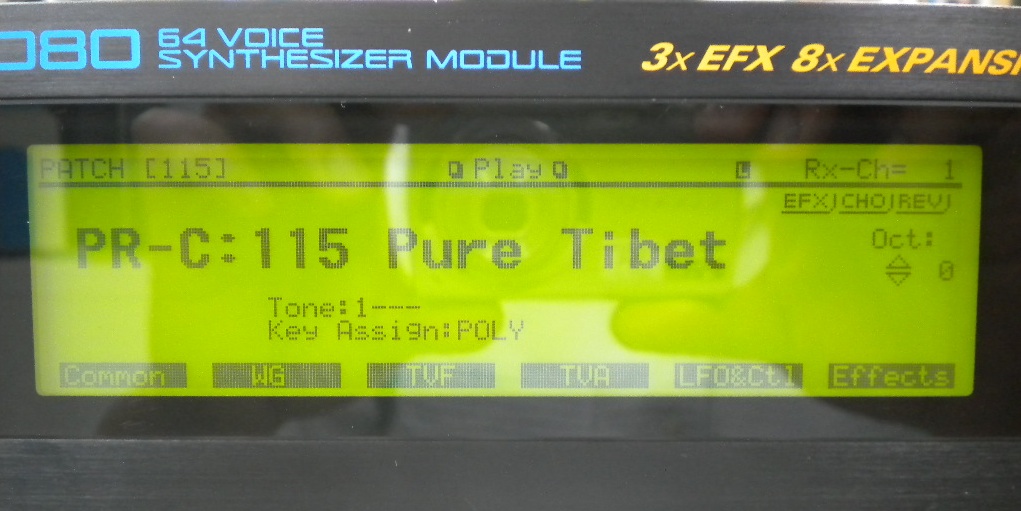 080 64 VOICE
SYNTHESIZER MODULE
3x EFX 8x EXPANSI
PATCH [115] Play Rx-Ch= 1
EFX CHO REV
PR-C:115 Pure Tibet
Oct:
0
Tone:1---
Key Assign:POLY
Common WG TVF TVA LFO&Ctl Effects